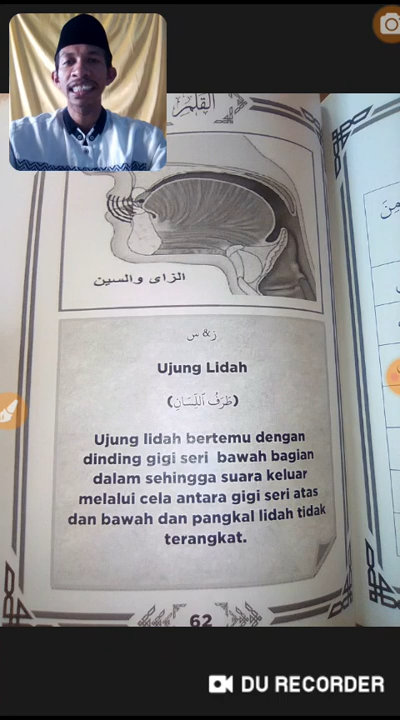 القلم
الزاى والسين
ز & س
Ujung Lidah
(طَرَفُ ٱللِّسَانِ)
Ujung lidah bertemu dengan
dinding gigi seri bawah bagian
dalam sehingga suara keluar
melalui cela antara gigi seri atas
dan bawah dan pangkal lidah tidak
terangkat.
62
DU RECORDER